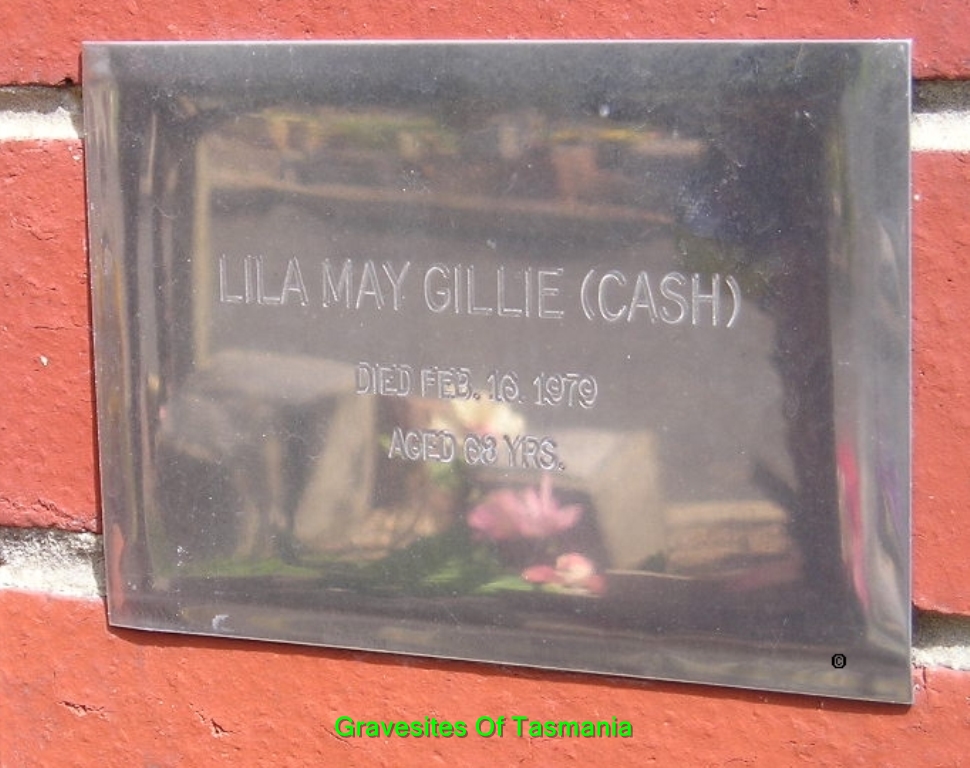 LILA MAY GILLIE (CASH)
DIED FEB. 16. 1979
AGED 68 YRS.
©
Gravesites Of Tasmania